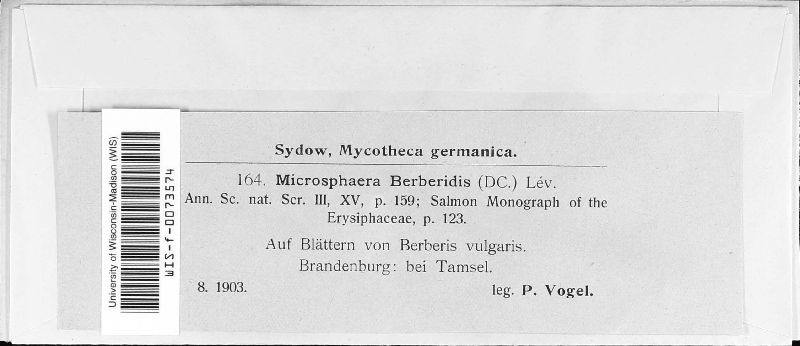 Sydow, Mycotheca germanica.
164. Microsphaera Berberidis (DC.) Lév.
Ann. Sc. nat. Scr. III, XV, p. 159; Salmon Monograph of the
Erysiphaceae, p. 123.
Auf Blättern von Berberis vulgaris.
Brandenburg: bei Tamsel.
8. 1903. leg. P. Vogel.
University of Wisconsin-Madison (WIS)
WIS-f-0073574